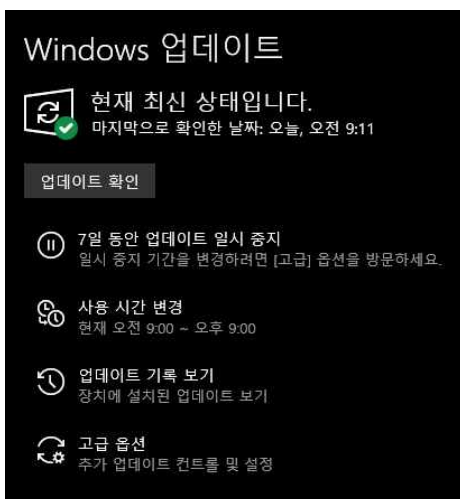 Windows 업데이트
현재 최신 상태입니다.
마지막으로 확인한 날짜: 오늘, 오전 9:11
업데이트 확인
7일 동안 업데이트 일시 중지
일시 중지 기간을 변경하려면 [고급] 옵션을 방문하세요.
사용 시간 변경
현재 오전 9:00 ~ 오후 9:00
업데이트 기록 보기
장치에 설치된 업데이트 보기
고급 옵션
추가 업데이트 컨트롤 및 설정